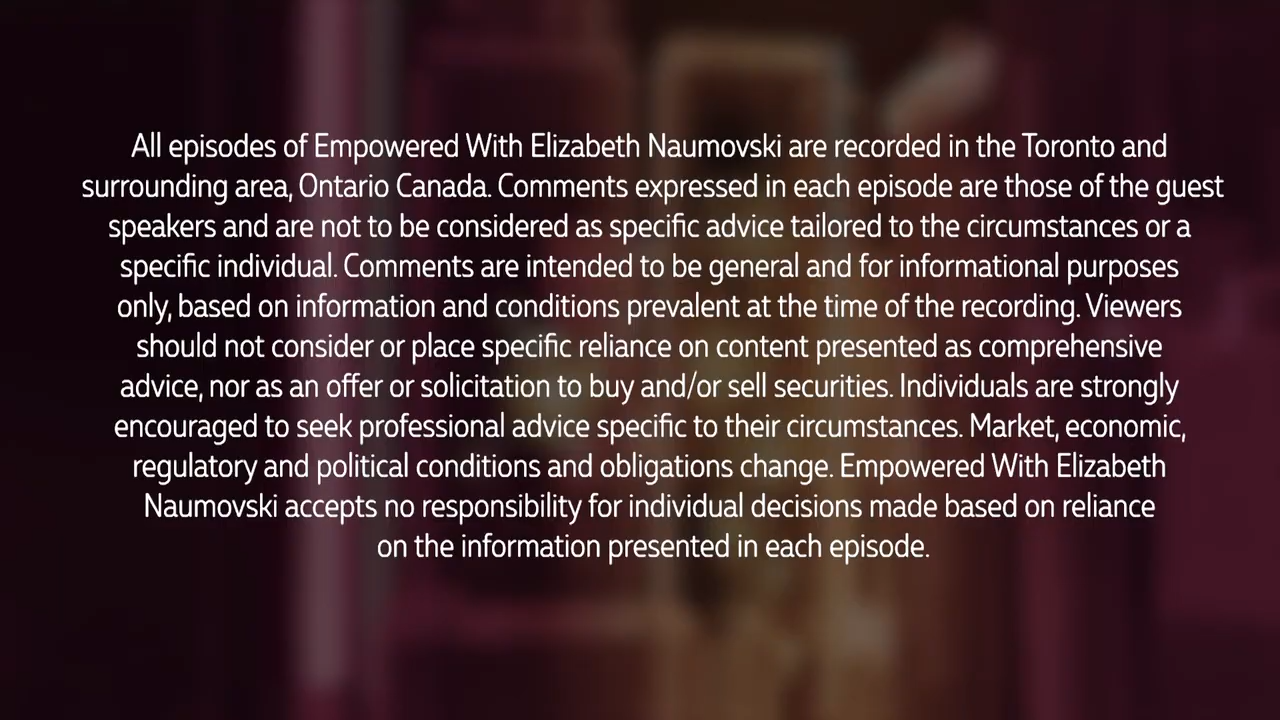 All episodes of Empowered With Elizabeth Naumovski are recorded in the Toronto and
surrounding area, Ontario Canada. Comments expressed in each episode are those of the guest
speakers and are not to be considered as specific advice tailored to the circumstances or a
specific individual. Comments are intended to be general and for informational purposes
only, based on information and conditions prevalent at the time of the recording. Viewers
should not consider or place specific reliance on content presented as comprehensive
advice, nor as an offer or solicitation to buy and/or sell securities. Individuals are strongly
encouraged to seek professional advice specific to their circumstances. Market, economic,
regulatory and political conditions and obligations change. Empowered With Elizabeth
Naumovski accepts no responsibility for individual decisions made based on reliance
on the information presented in each episode.